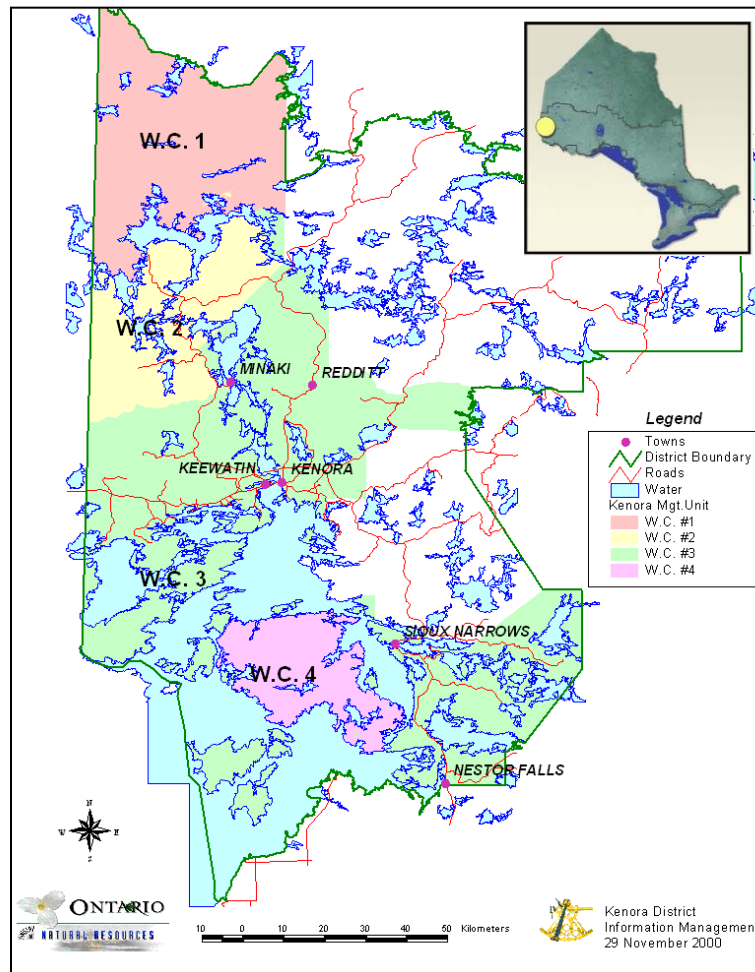 W.C. 1
W.C. 2
MINAKI
REDDITT
KEEWATIN
KENORA
W.C. 3
SIOUX NARROWS
W.C. 4
NESTOR FALLS
Legend
Towns
District Boundary
Roads
Water
Kenora Mgt.Unit
W.C. #1
W.C. #2
W.C. #3
W.C. #4
N
W E
S
ONTARIO
NATURAL RESOURCES
10 0 10 20 30 40 50 Kilometers
Kenora District
Information Management
29 November 2000